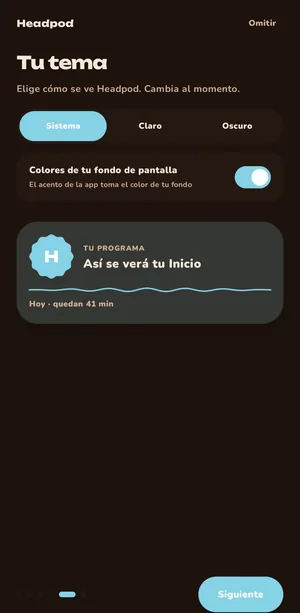 Headpod
Omitir
Tu tema
Elige cómo se ve Headpod. Cambia al momento.
Sistema
Claro
Oscuro
Colores de tu fondo de pantalla
El acento de la app toma el color de tu fondo
H
TU PROGRAMA
Así se verá tu Inicio
Hoy · quedan 41 min
Siguiente